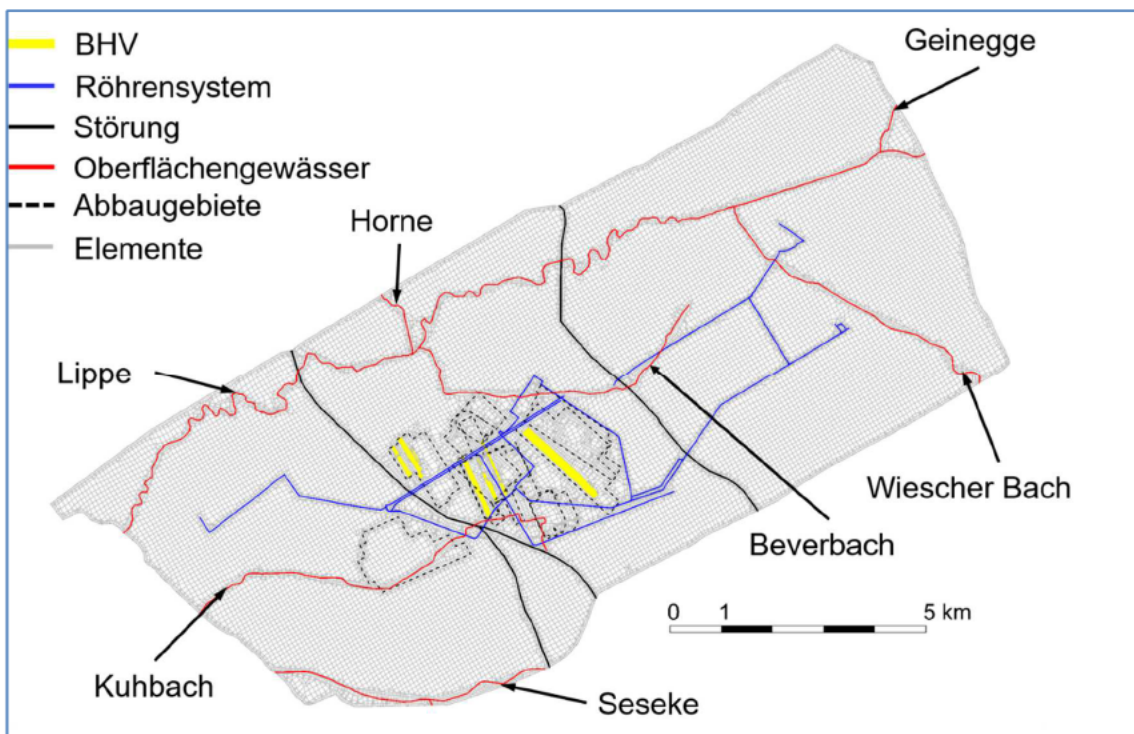 BHV
Röhrensystem
Störung
Oberflächengewässer
Abbaugebiete
Elemente
Geinegge
Horne
Lippe
Wiescher Bach
Beverbach
0 1 5 km
Kuhbach
Seseke